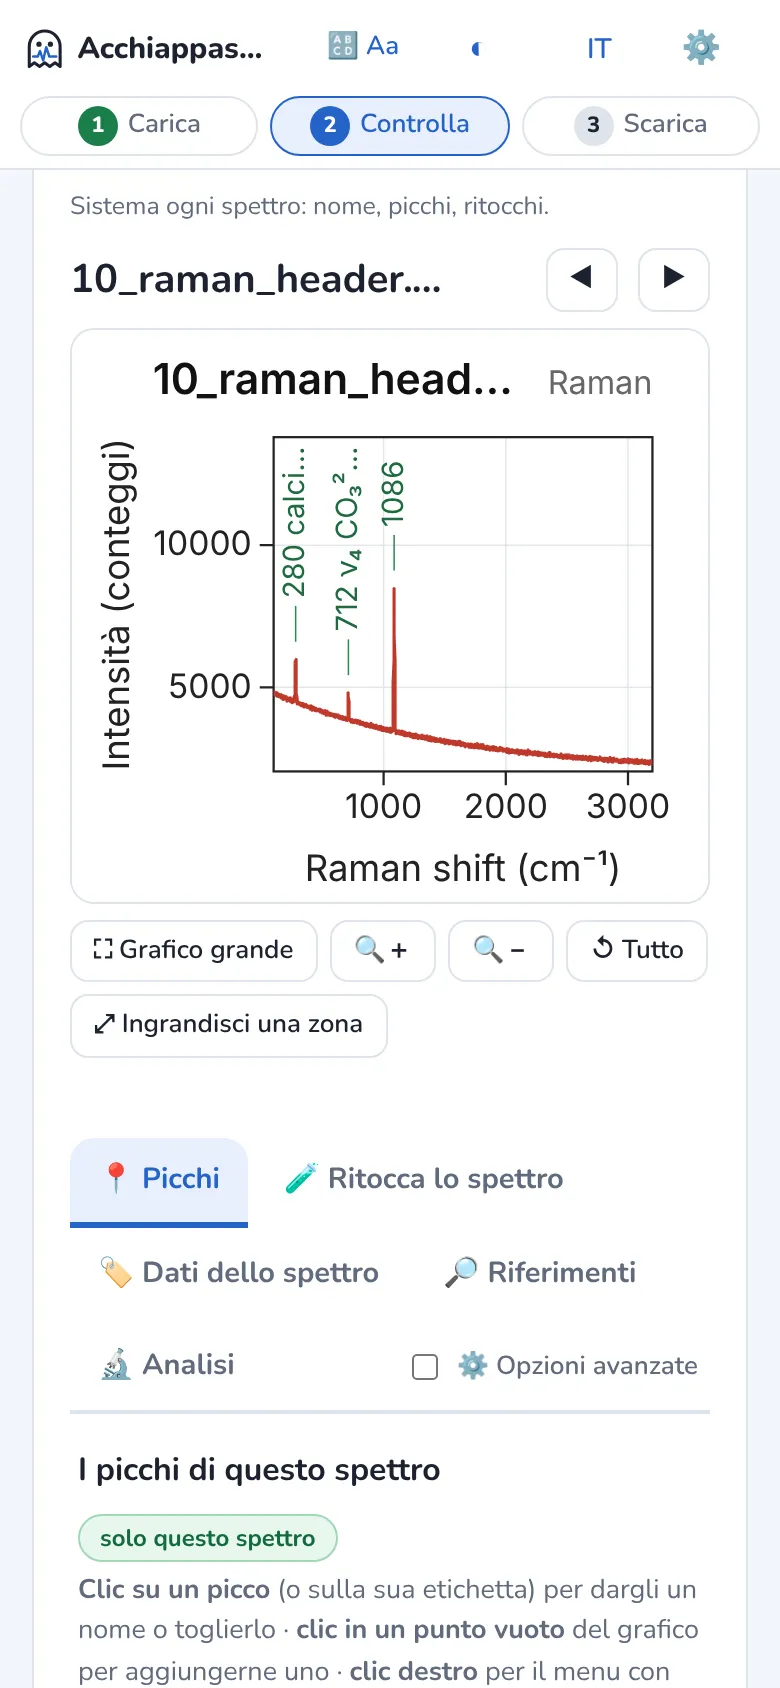 Acchiappas...
🔠 Aa
IT
1 Carica
2 Controlla
3 Scarica
Sistema ogni spettro: nome, picchi, ritocchi.
10_raman_header....
◀ ▶
10_raman_head... Raman
Intensità (conteggi)
10000
5000
280 calci...
712 ν₄ CO₃² ...
1086
1000 2000 3000
Raman shift (cm⁻¹)
Grafico grande
🔍 +
🔍 −
Tutto
Ingrandisci una zona
📍 Picchi
🧪 Ritocca lo spettro
🏷️ Dati dello spettro
🔎 Riferimenti
🔬 Analisi
⚙️ Opzioni avanzate
I picchi di questo spettro
solo questo spettro
Clic su un picco (o sulla sua etichetta) per dargli un
nome o toglierlo · clic in un punto vuoto del grafico
per aggiungerne uno · clic destro per il menu con